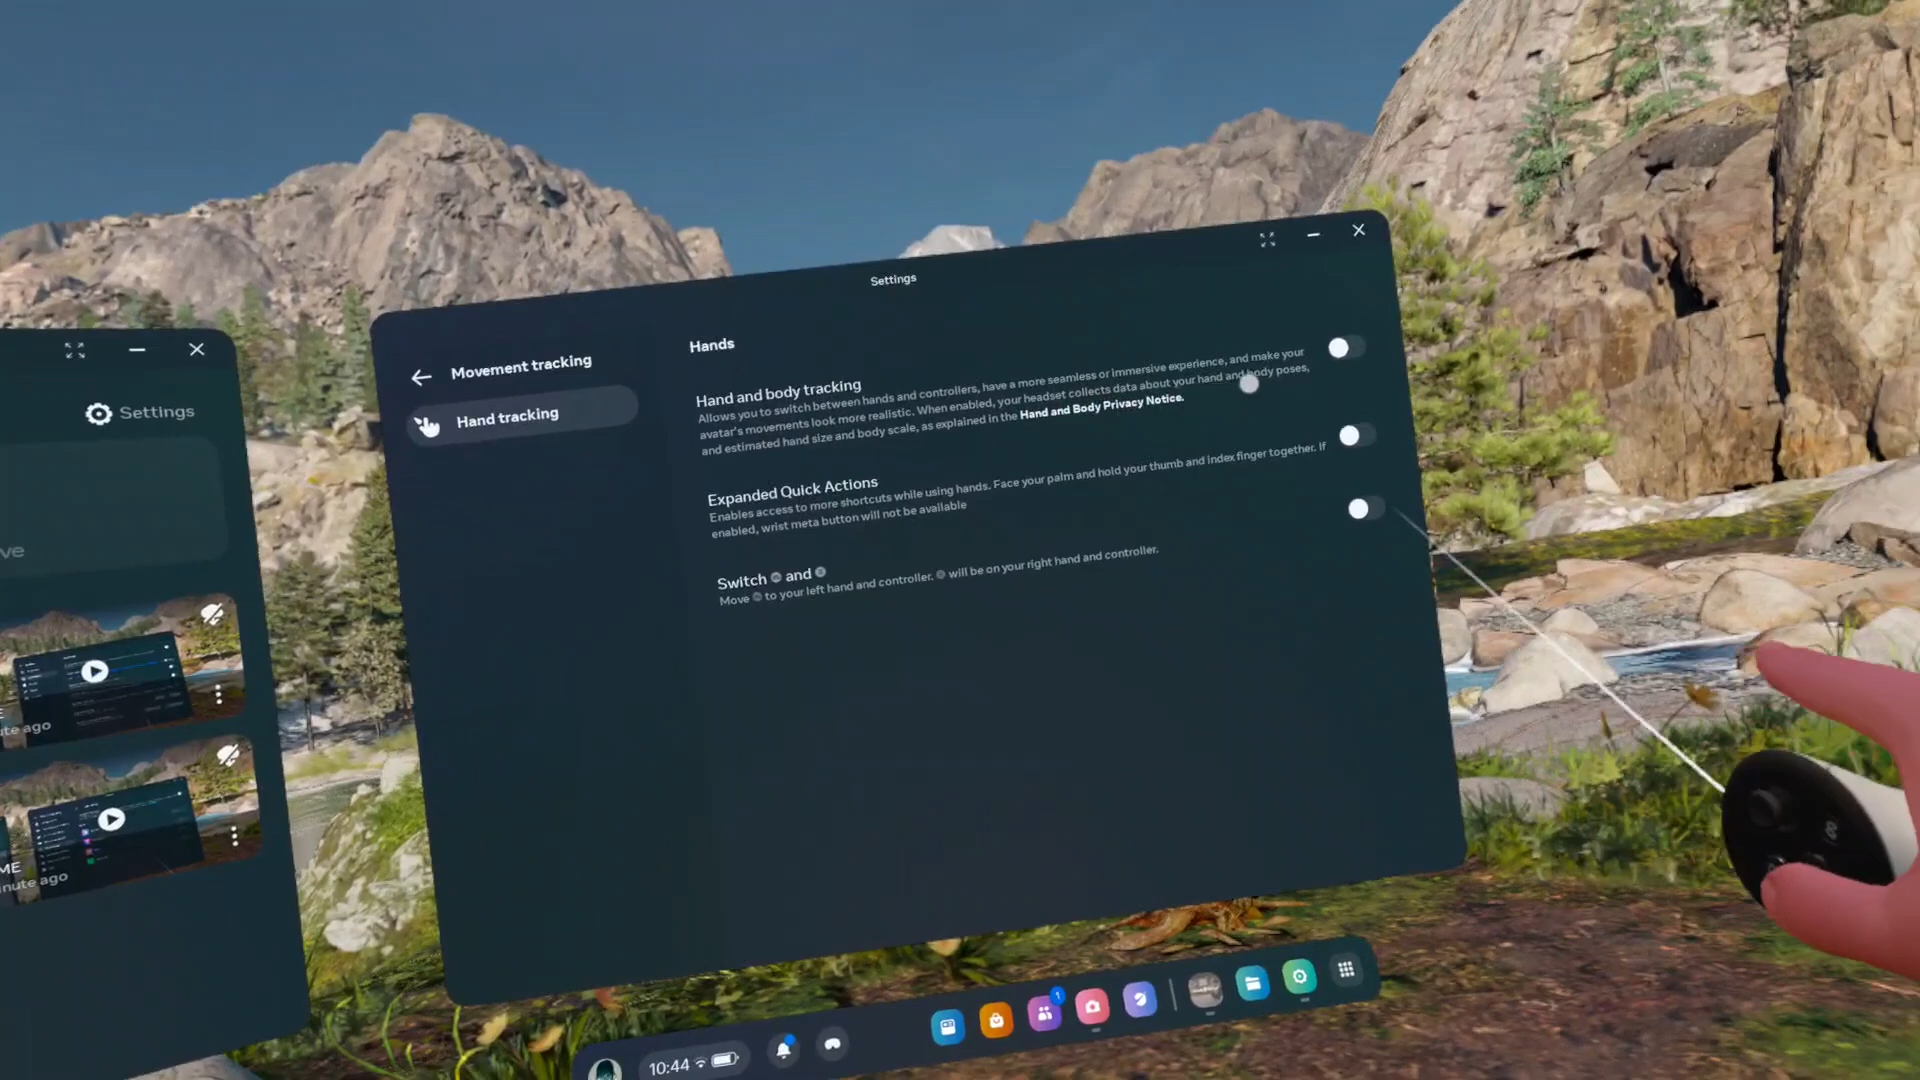 Settings
Movement tracking
Hand tracking
Hands
Hand and body tracking
Allows you to switch between hands and controllers, have a more seamless or immersive experience, and make your
avatar's movements look more realistic. When enabled, your headset collects data about your hand and body poses,
and estimated hand size and body scale, as explained in the Hand and Body Privacy Notice.
Expanded Quick Actions
Enables access to more shortcuts while using hands. Face your palm and hold your thumb and index finger together. If
enabled, wrist meta button will not be available
Switch and
Move to your left hand and controller. will be on your right hand and controller.
Settings
ve
nute ago
ME
inute ago
10:44
1